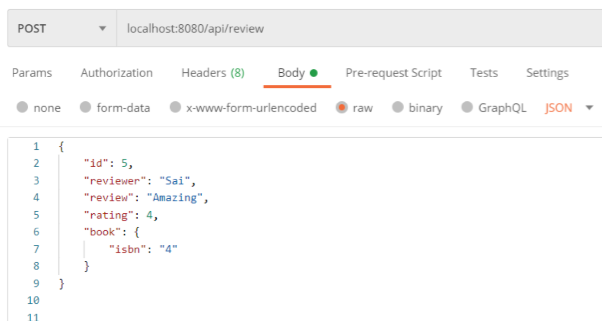 POST localhost:8080/api/review
Params Authorization Headers (8) Body Pre-request Script Tests Settings
none form-data x-www-form-urlencoded raw binary GraphQL JSON
1 {
2 "id": 5,
3 "reviewer": "Sai",
4 "review": "Amazing",
5 "rating": 4,
6 "book": {
7 "isbn": "4"
8 }
9 }
10
11